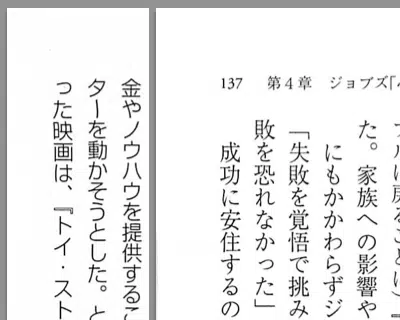 137 第4章 ジョブズ「
た。家族への影響や
にもかかわらずジ
「失敗を覚悟で挑み
敗を恐れなかった」
成功に安住するの
金やノウハウを提供するこ
ターを動かそうとした。と
った映画は、『トイ・スト